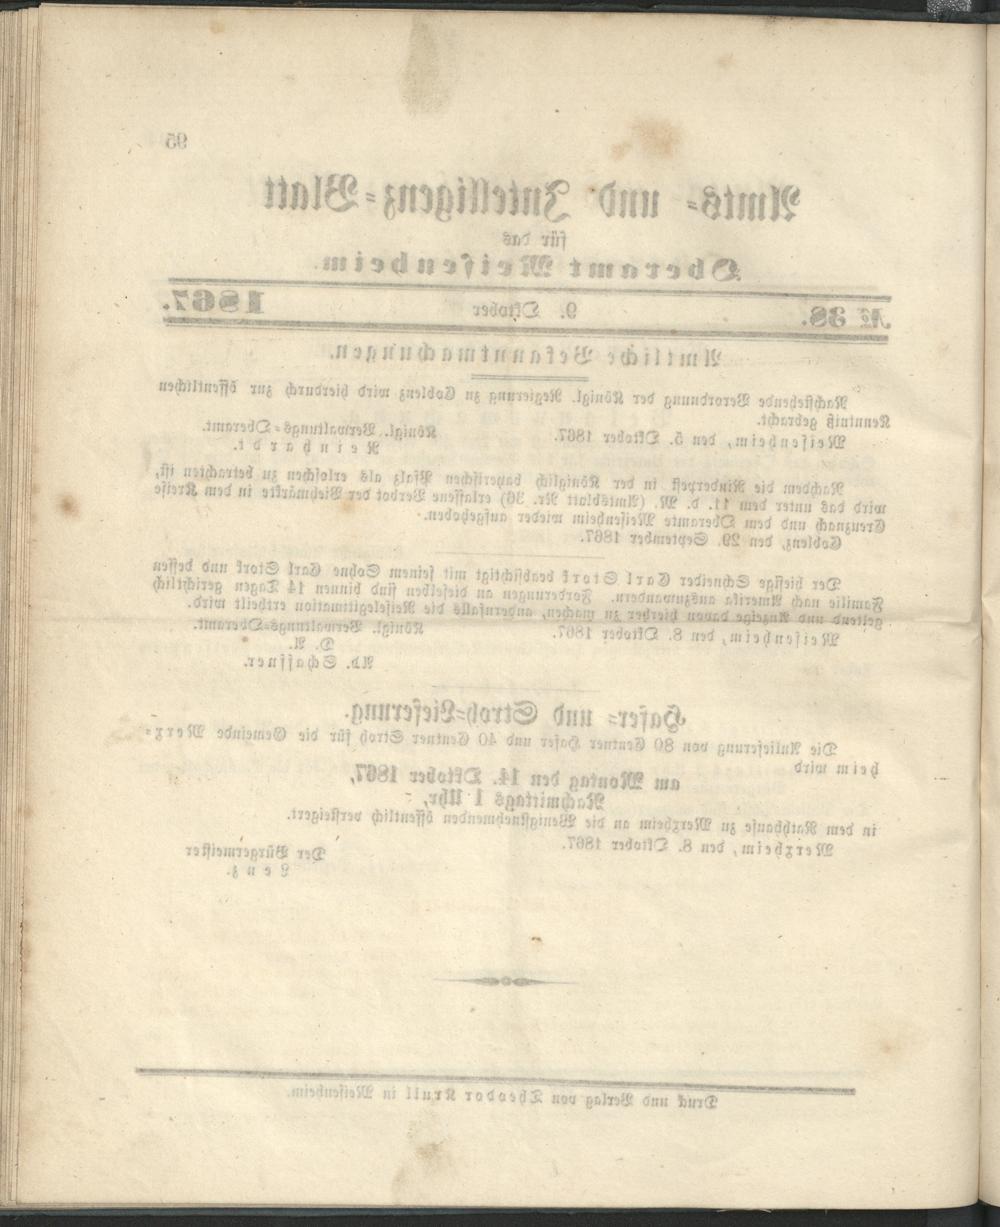 95
Amts- und Intelligenz-Blatt
für das
Oberamt Meisenheim.
№ 38. 9. Oktober 1867.
Amtliche Bekanntmachungen.
Nachstehende Verordnung der Königl. Regierung zu Coblenz wird hierdurch zur öffentlichen
Kenntniß gebracht.
Meisenheim, den 5. Oktober 1867. Königl. Verwaltungs-Oberamt.
Reinhardt.
Nachdem die Rinderpest in der Königlich bayerischen Pfalz als erloschen zu betrachten ist,
wird das unter dem 11. d. M. (Amtsblatt Nr. 36) erlassene Verbot der Viehmärkte in dem Kreise
Creuznach und dem Oberamte Meisenheim wieder aufgehoben.
Coblenz, den 29. September 1867.
Der hiesige Schneider Carl Stork beabsichtigt mit seinem Sohne Carl Stork und dessen
Familie nach Amerika auszuwandern. Forderungen an dieselben sind binnen 14 Tagen gerichtlich
geltend und Anzeige davon hierher zu machen, andernfalls die Reiselegitimation ertheilt wird.
Meisenheim, den 8. Oktober 1867. Königl. Verwaltungs-Oberamt.
D. A.
Ad. Schaffner.
Hafer- und Stroh-Lieferung.
Die Anlieferung von 80 Centner Hafer und 40 Centner Stroh für die Gemeinde Merx-
heim wird
am Montag den 14. Oktober 1867,
Nachmittags 1 Uhr,
in dem Rathhause zu Merxheim an die Wenigstnehmenden öffentlich versteigert.
Merxheim, den 8. Oktober 1867. Der Bürgermeister
Lenz.
Druck und Verlag von Theodor Krull in Meisenheim.